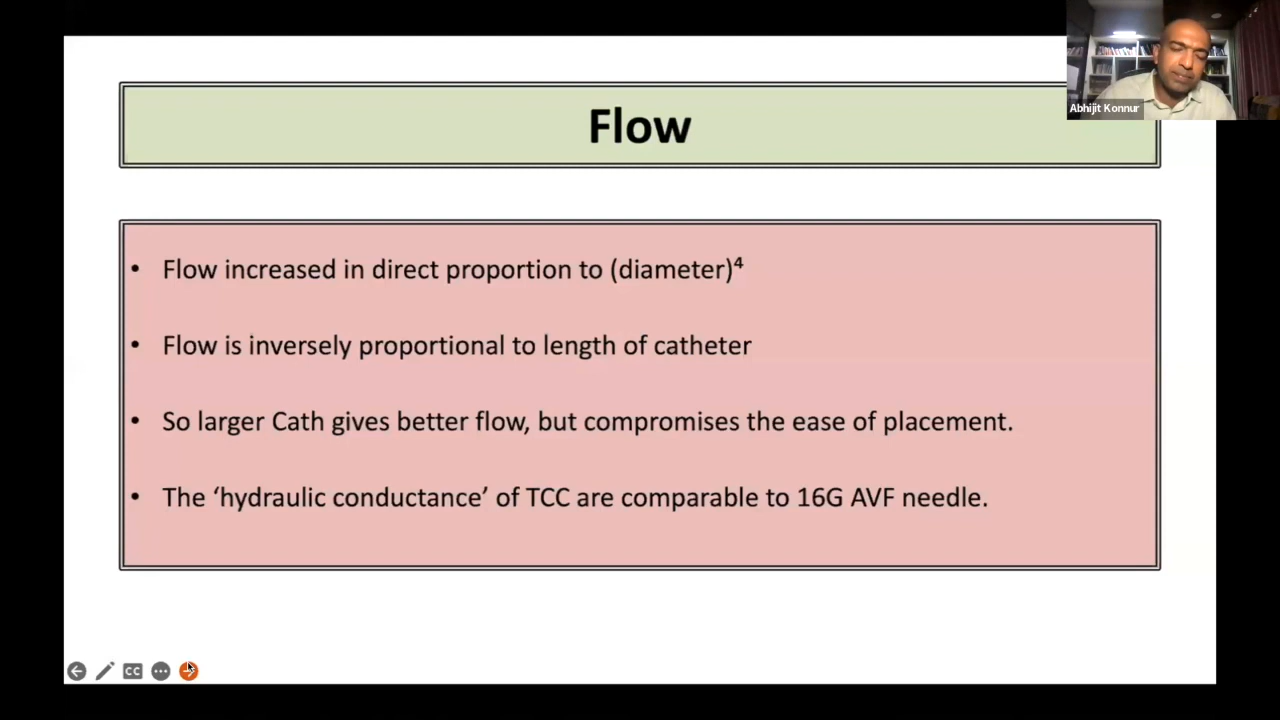 Flow
Abhijit Konnur
• Flow increased in direct proportion to (diameter)⁴
• Flow is inversely proportional to length of catheter
• So larger Cath gives better flow, but compromises the ease of placement.
• The ‘hydraulic conductance’ of TCC are comparable to 16G AVF needle.
CC